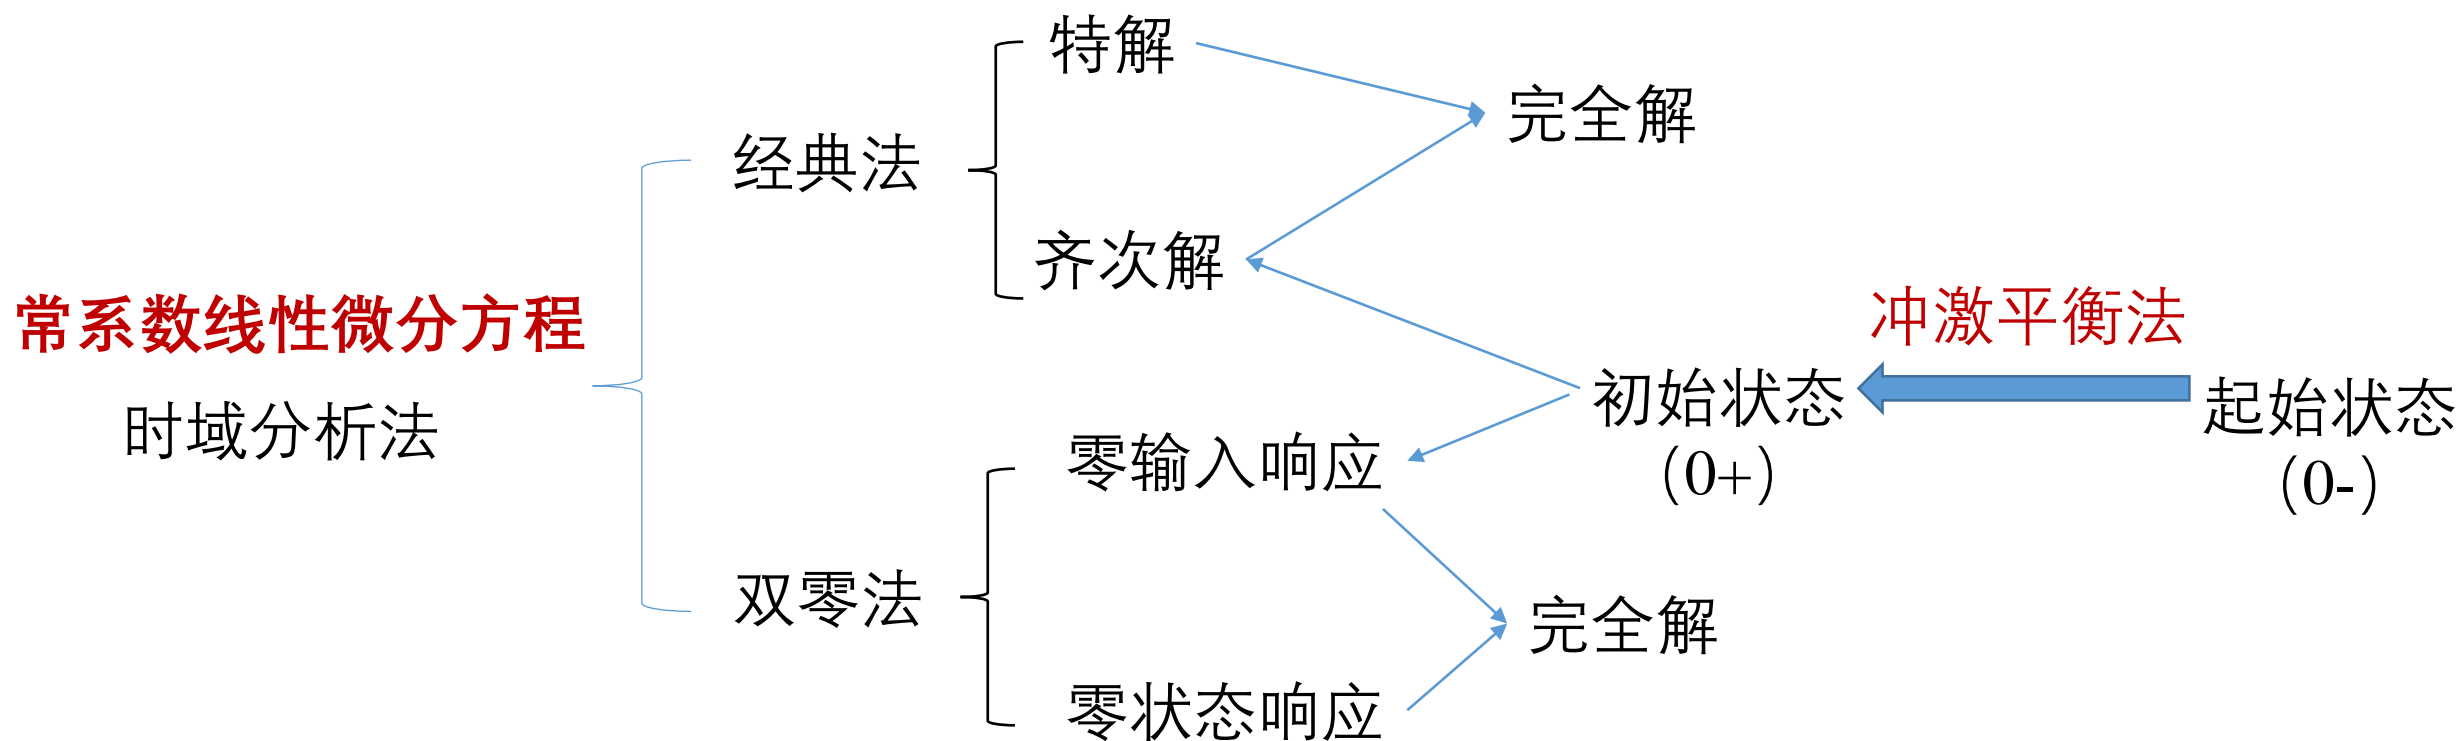 常系数线性微分方程
时域分析法
经典法
特解
齐次解
完全解
双零法
零输入响应
零状态响应
完全解
初始状态
（0+）
冲激平衡法
起始状态
（0-）